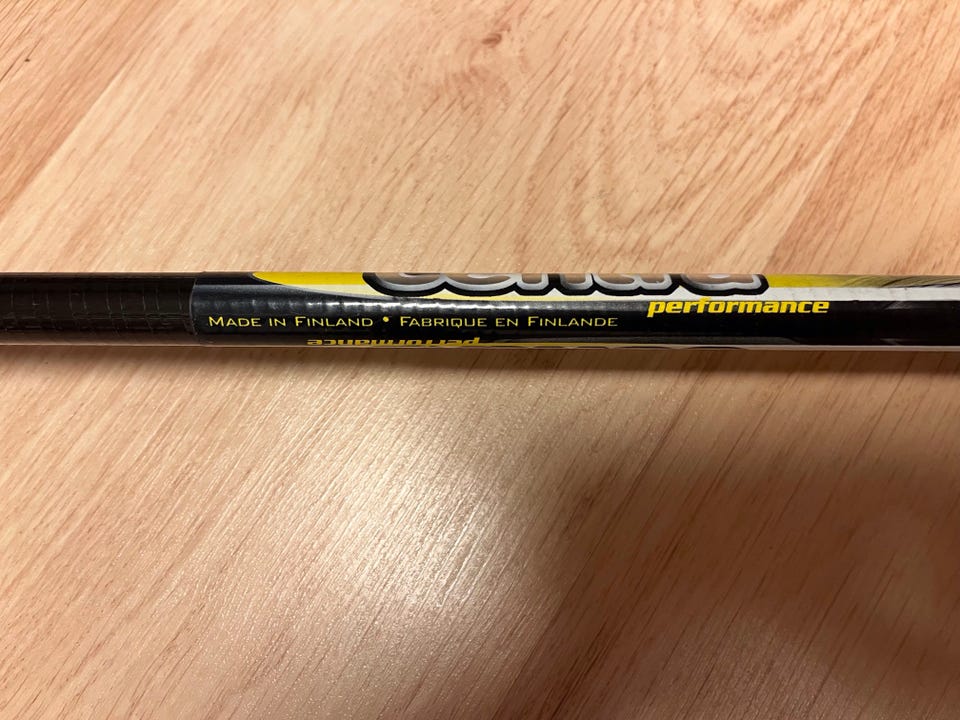 performance
MADE IN FINLAND • FABRIQUE EN FINLANDE
performance